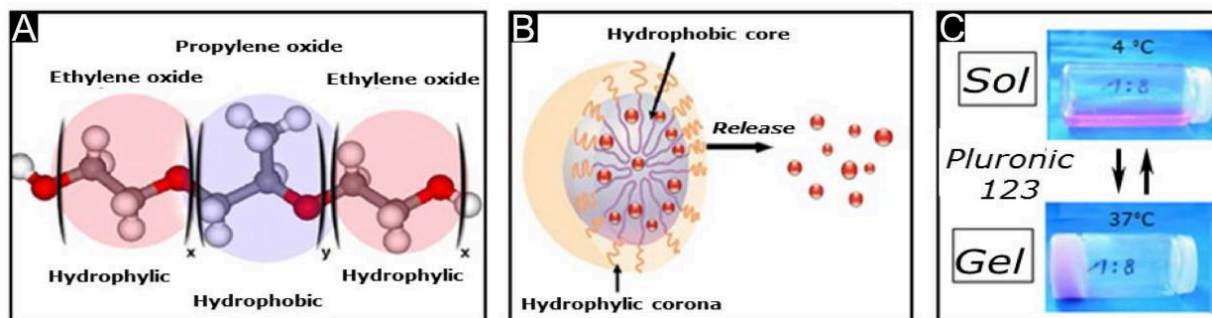 A
Propylene oxide
Ethylene oxide
Ethylene oxide
x
y
x
Hydrophylic
Hydrophylic
Hydrophobic
B
Hydrophobic core
Release
Hydrophylic corona
C
Sol
4 °C
1:8
Pluronic
123
Gel
37°C
1:8